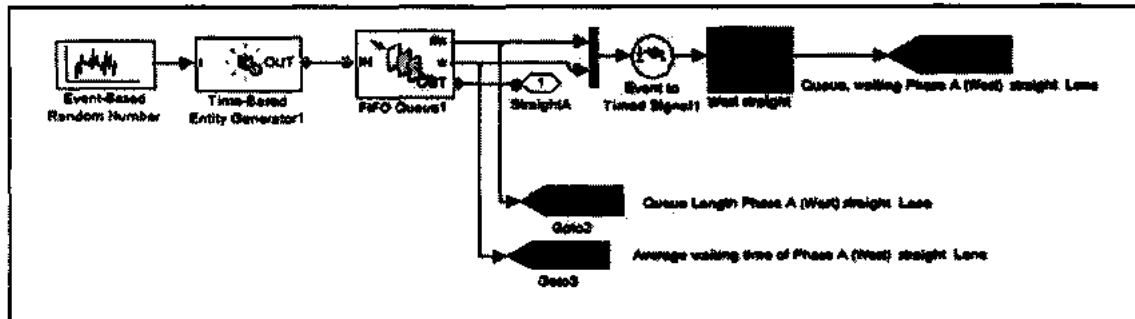 Event-Based
Random Number
OUT
Time-Based
Entity Generator1
IN
#n
w
OUT
FIFO Queue1
1
StraightA
Event to
Timed Signal1
West straight
Queue, waiting Phase A (West) straight Lane
Goto2
Queue Length Phase A (West) straight Lane
Goto3
Average waiting time of Phase A (West) straight Lane